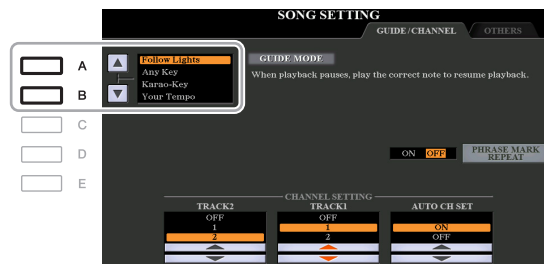 SONG SETTING
GUIDE/CHANNEL
OTHERS
A
B
C
D
E
Follow Lights
Any Key
Karao-Key
Your Tempo
GUIDE MODE
When playback pauses, play the correct note to resume playback.
ON OFF
PHRASE MARK
REPEAT
CHANNEL SETTING
TRACK2
OFF
1
2
TRACK1
OFF
1
2
AUTO CH SET
ON
OFF